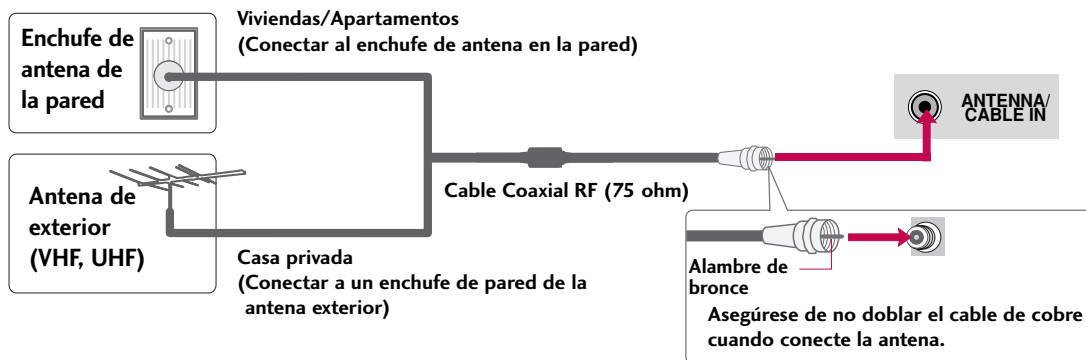 Enchufe de
antena de
la pared
Viviendas/Apartamentos
(Conectar al enchufe de antena en la pared)
ANTENNA/
CABLE IN
Antena de
exterior
(VHF, UHF)
Cable Coaxial RF (75 ohm)
Casa privada
(Conectar a un enchufe de pared de la
antena exterior)
Alambre de
bronce
Asegúrese de no doblar el cable de cobre
cuando conecte la antena.